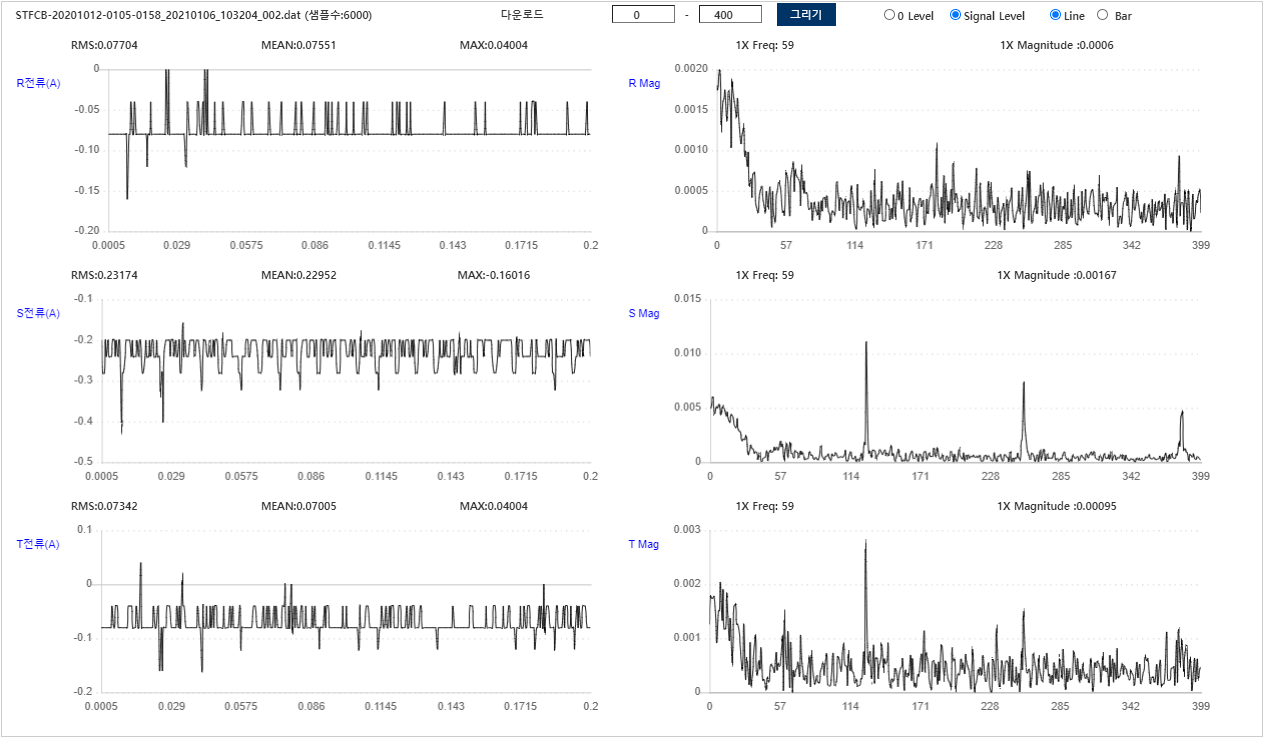 STFCB-20201012-0105-0158_20210106_103204_002.dat (샘플수:6000) 다운로드 0 - 400 그리기 0 Level Signal Level Line Bar
RMS:0.07704 MEAN:0.07551 MAX:0.04004 1X Freq: 59 1X Magnitude :0.0006
R전류(A)
0
-0.05
-0.10
-0.15
-0.20
0.0005 0.029 0.0575 0.086 0.1145 0.143 0.1715 0.2
R Mag
0.0020
0.0015
0.0010
0.0005
0
0 57 114 171 228 285 342 399
RMS:0.23174 MEAN:0.22952 MAX:-0.16016 1X Freq: 59 1X Magnitude :0.00167
S전류(A)
-0.1
-0.2
-0.3
-0.4
-0.5
0.0005 0.029 0.0575 0.086 0.1145 0.143 0.1715 0.2
S Mag
0.015
0.010
0.005
0
0 57 114 171 228 285 342 399
RMS:0.07342 MEAN:0.07005 MAX:0.04004 1X Freq: 59 1X Magnitude :0.00095
T전류(A)
0.1
0
-0.1
-0.2
0.0005 0.029 0.0575 0.086 0.1145 0.143 0.1715 0.2
T Mag
0.003
0.002
0.001
0
0 57 114 171 228 285 342 399